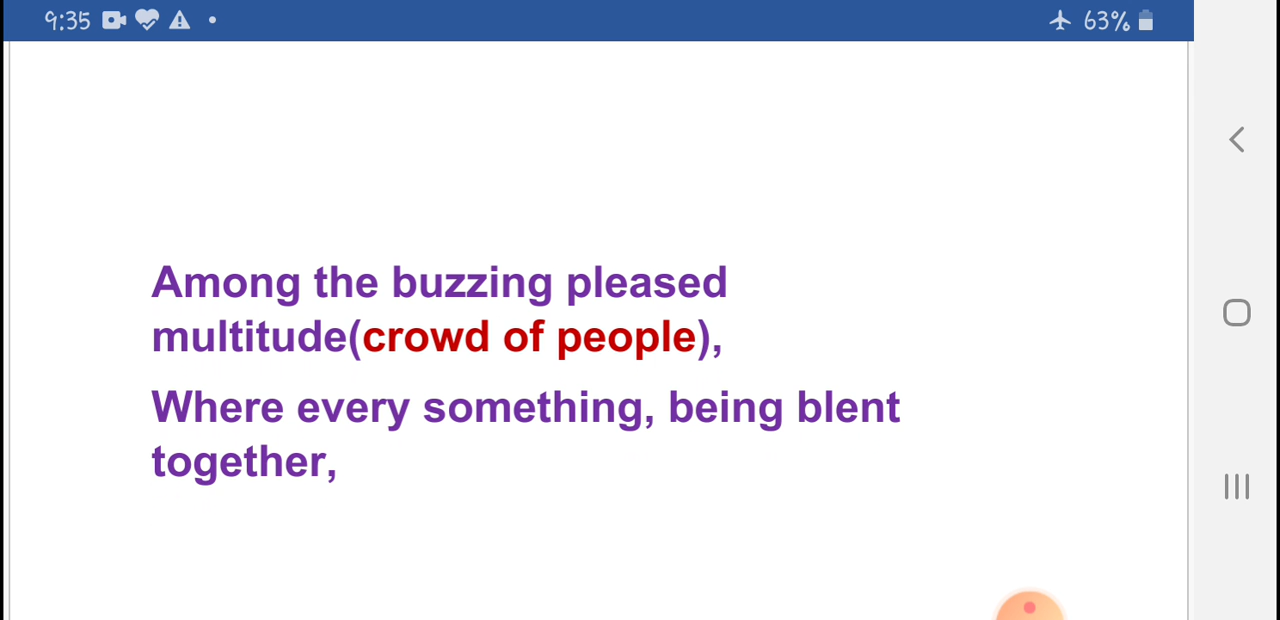 9:35
63%
Among the buzzing pleased
multitude(crowd of people),
Where every something, being blent
together,